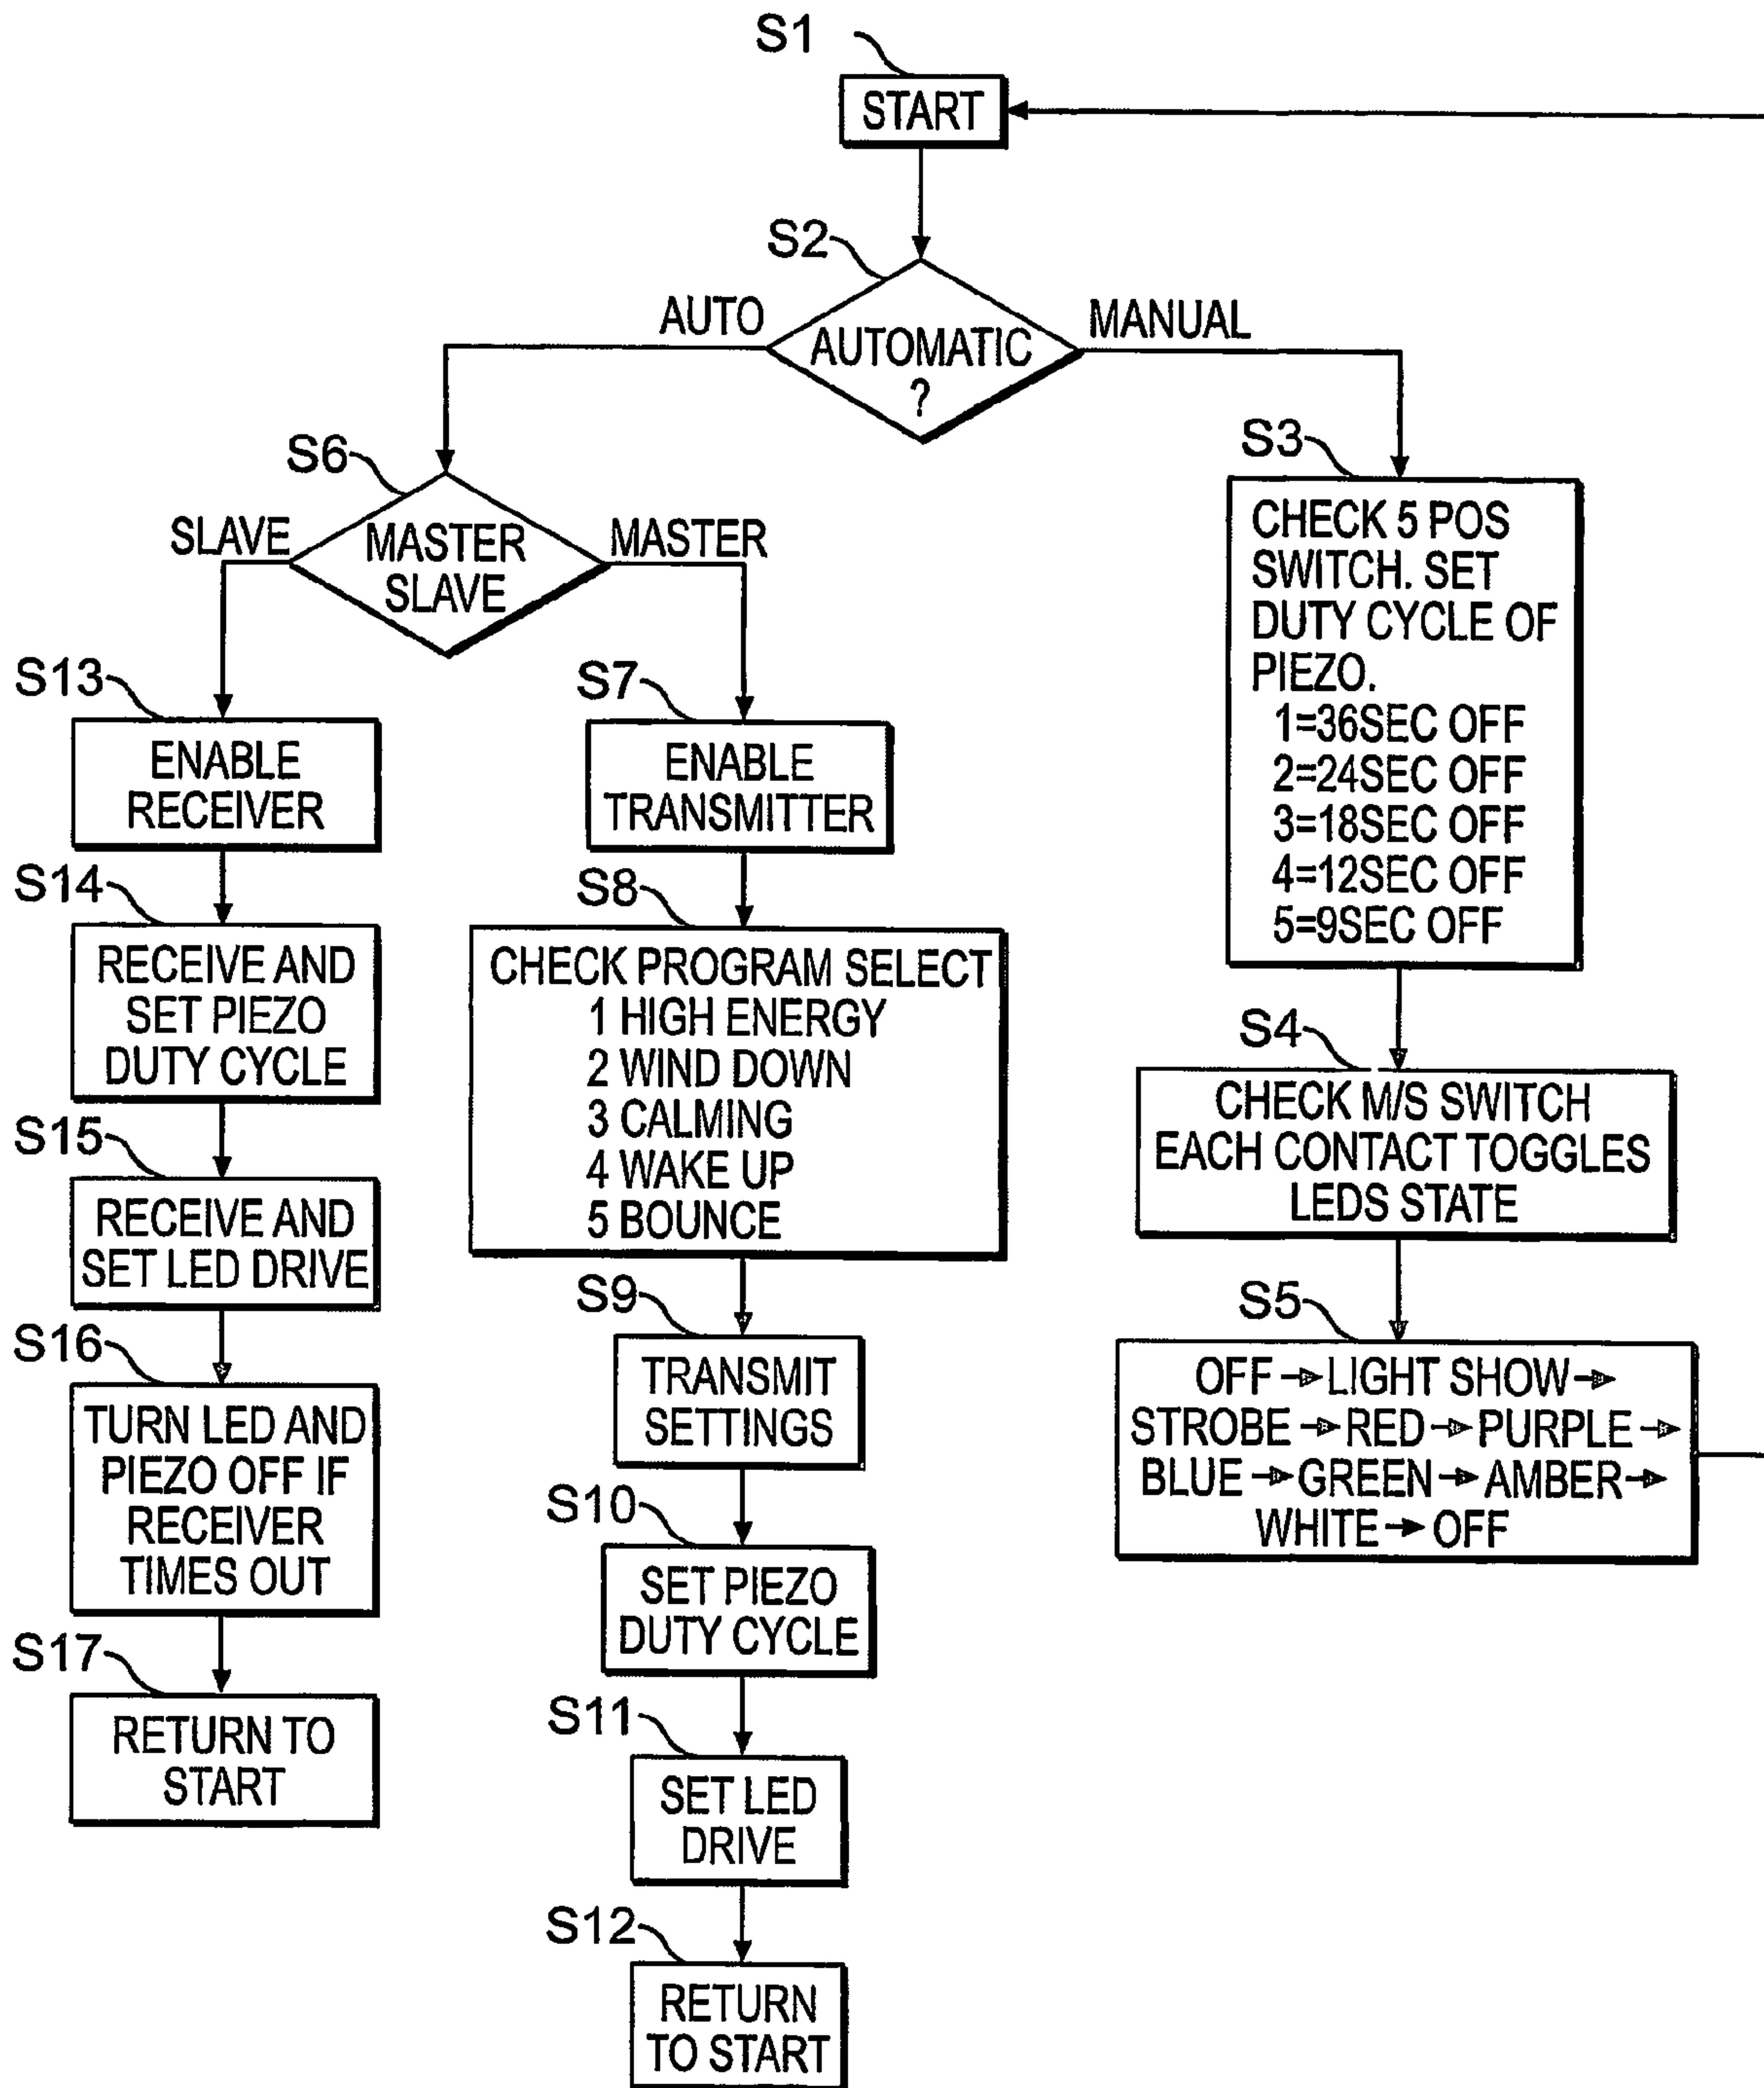 S1
START
S2
AUTO
AUTOMATIC
?
MANUAL
S6
SLAVE
MASTER
SLAVE
MASTER
S13
ENABLE
RECEIVER
S14
RECEIVE AND
SET PIEZO
DUTY CYCLE
S15
RECEIVE AND
SET LED DRIVE
S16
TURN LED AND
PIEZO OFF IF
RECEIVER
TIMES OUT
S17
RETURN TO
START
S7
ENABLE
TRANSMITTER
S8
CHECK PROGRAM SELECT
1 HIGH ENERGY
2 WIND DOWN
3 CALMING
4 WAKE UP
5 BOUNCE
S9
TRANSMIT
SETTINGS
S10
SET PIEZO
DUTY CYCLE
S11
SET LED
DRIVE
S12
RETURN
TO START
S3
CHECK 5 POS
SWITCH. SET
DUTY CYCLE OF
PIEZO.
1=36SEC OFF
2=24SEC OFF
3=18SEC OFF
4=12SEC OFF
5=9SEC OFF
S4
CHECK M/S SWITCH
EACH CONTACT TOGGLES
LEDS STATE
S5
OFF→LIGHT SHOW→
STROBE→RED→PURPLE→
BLUE→GREEN→AMBER→
WHITE→OFF